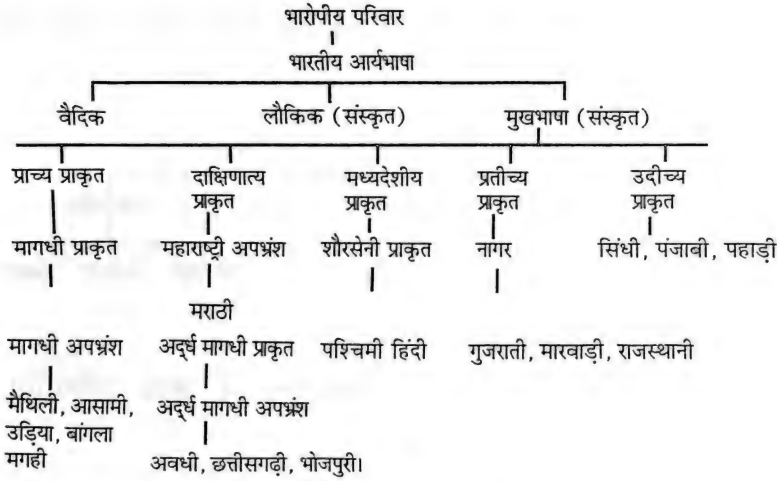 भारोपीय परिवार
भारतीय आर्यभाषा
वैदिक लौकिक (संस्कृत) मुखभाषा (संस्कृत)
प्राच्य प्राकृत दाक्षिणात्य मध्यदेशीय प्रतीच्य उदीच्य
प्राकृत प्राकृत प्राकृत प्राकृत
मागधी प्राकृत महाराष्ट्री अपभ्रंश शौरसेनी प्राकृत नागर सिंधी, पंजाबी, पहाड़ी
मराठी
मागधी अपभ्रंश अर्द्ध मागधी प्राकृत पश्चिमी हिंदी गुजराती, मारवाड़ी, राजस्थानी
मैथिली, आसामी, अर्द्ध मागधी अपभ्रंश
उड़िया, बांगला
मगही अवधी, छत्तीसगढ़ी, भोजपुरी।